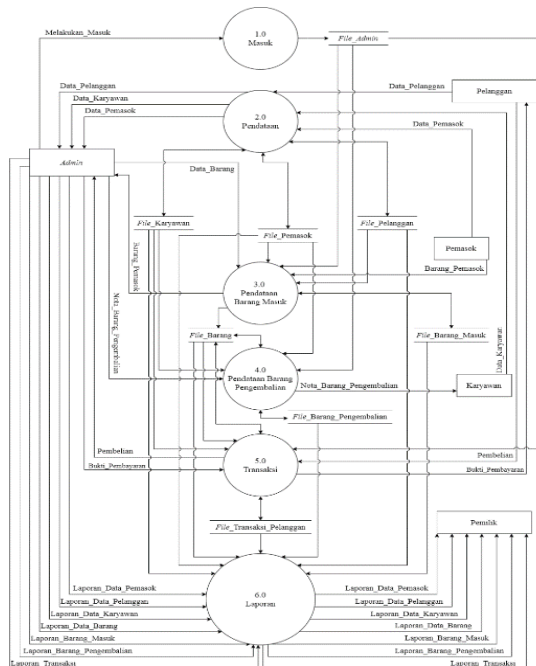 Melakukan_Masuk
1.0
Masuk
File_Admin
Data_Pelanggan
Data_Karyawan
Data_Pemasok
2.0
Pendataan
Data_Pelanggan
Pelanggan
Data_Pemasok
Admin
Data_Barang
File_Karyawan
File_Pemasok
File_Pelanggan
Pemasok
Barang_Pemasok
Barang_Pemasok
3.0
Pendataan
Barang Masuk
Nota_Barang_Pengembalian
File_Barang
File_Barang_Masuk
Data_Karyawan
4.0
Pendataan Barang
Pengembalian
Nota_Barang_Pengembalian
Karyawan
File_Barang_Pengembalian
5.0
Transaksi
Pembelian
Bukti_Pembayaran
Pembelian
Bukti_Pembayaran
File_Transaksi_Pelanggan
Pemilik
6.0
Laporan
Laporan_Data_Pemasok
Laporan_Data_Pelanggan
Laporan_Data_Karyawan
Laporan_Data_Barang
Laporan_Barang_Masuk
Laporan_Barang_Pengembalian
Laporan_Transaksi
Laporan_Data_Pemasok
Laporan_Data_Pelanggan
Laporan_Data_Karyawan
Laporan_Data_Barang
Laporan_Barang_Masuk
Laporan_Barang_Pengembalian
Laporan_Transaksi